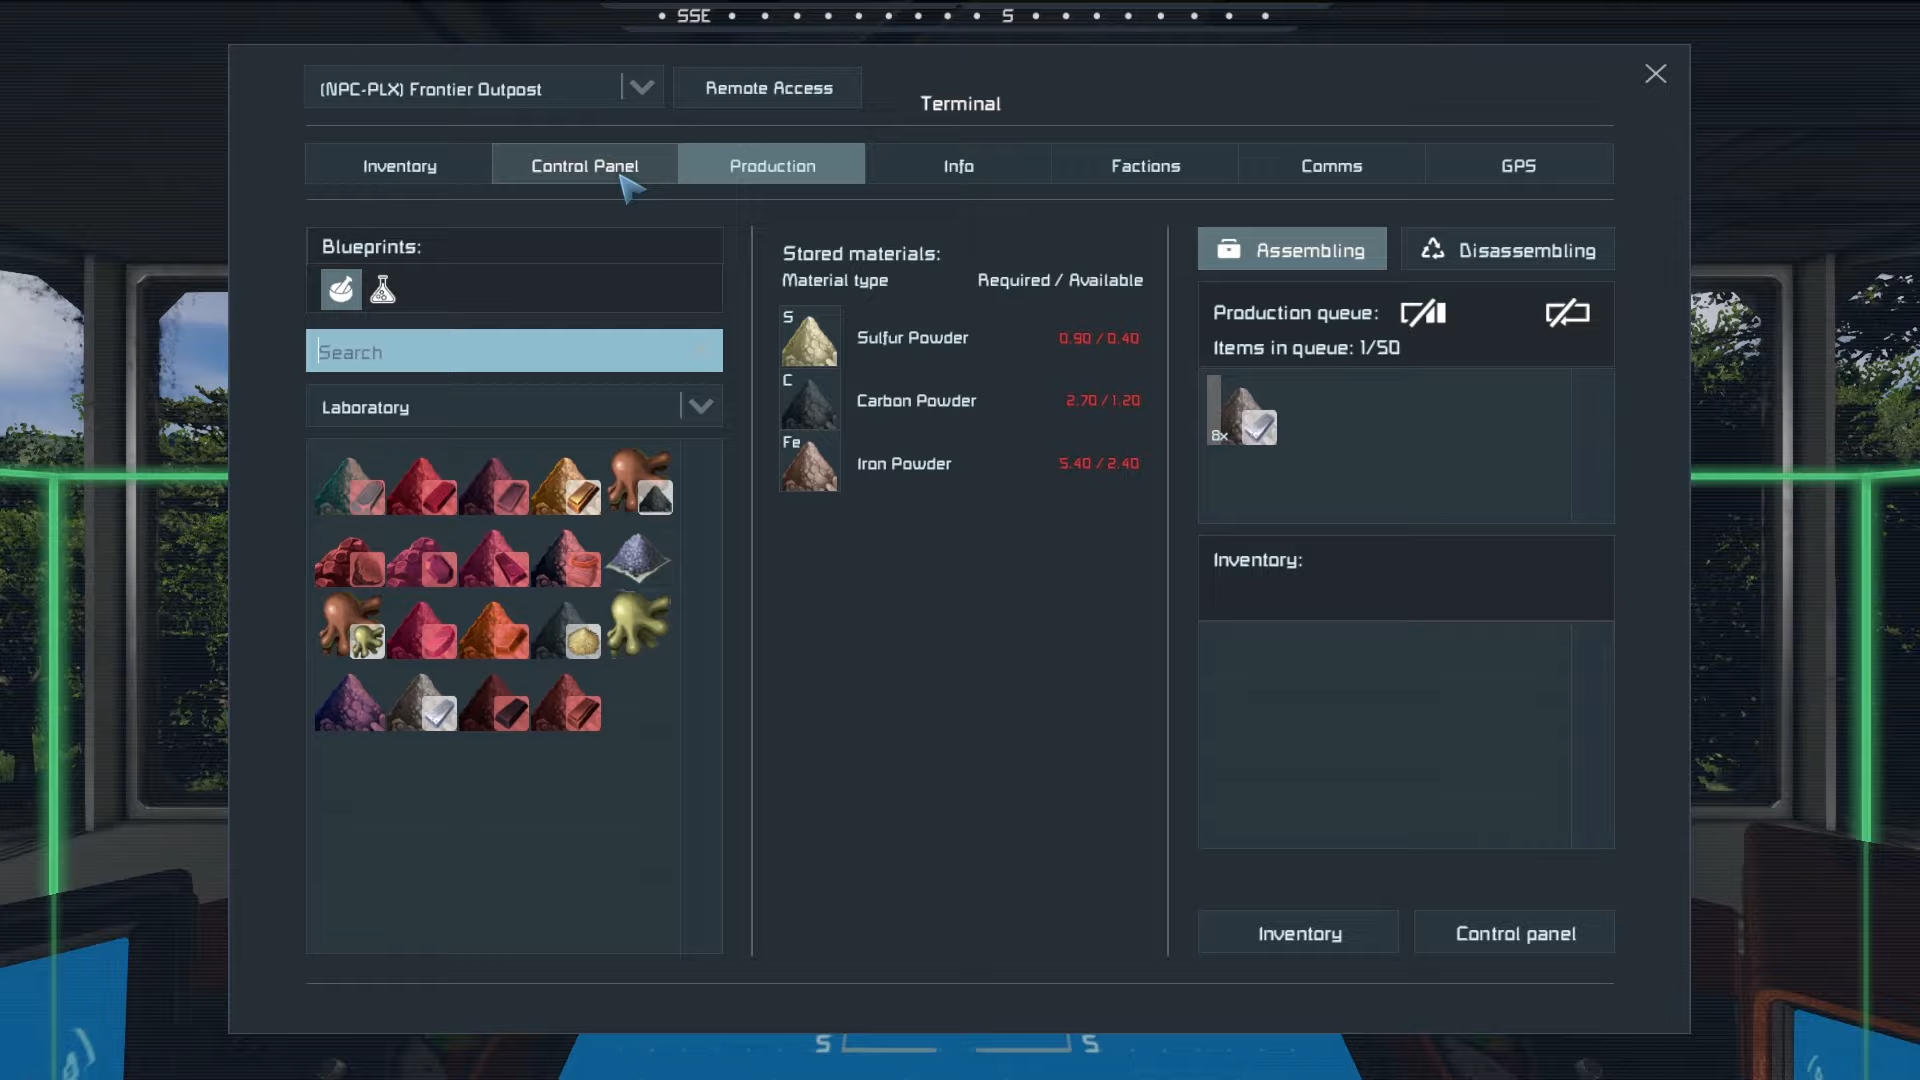 SSE S
(NPC-PLX) Frontier Outpost
Remote Access
Terminal
Inventory
Control Panel
Production
Info
Factions
Comms
GPS
Blueprints:
Search
Laboratory
Stored materials:
Material type Required / Available
S
Sulfur Powder 0.90 / 0.40
C
Carbon Powder 2.70 / 1.20
Fe
Iron Powder 5.40 / 2.40
Assembling
Disassembling
Production queue:
Items in queue: 1/50
8x
Inventory:
Inventory
Control panel
S S